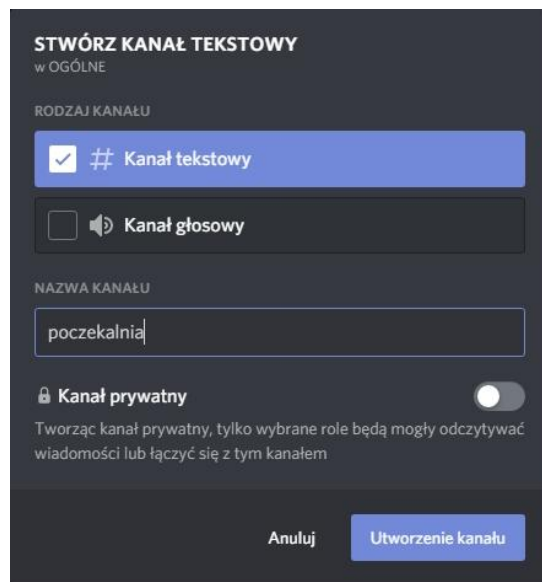 STWÓRZ KANAŁ TEKSTOWY
w OGÓLNE
RODZAJ KANAŁU
# Kanał tekstowy
Kanał głosowy
NAZWA KANAŁU
poczekalnia
Kanał prywatny
Tworząc kanał prywatny, tylko wybrane role będą mogły odczytywać
wiadomości lub łączyć się z tym kanałem
Anuluj Utworzenie kanału